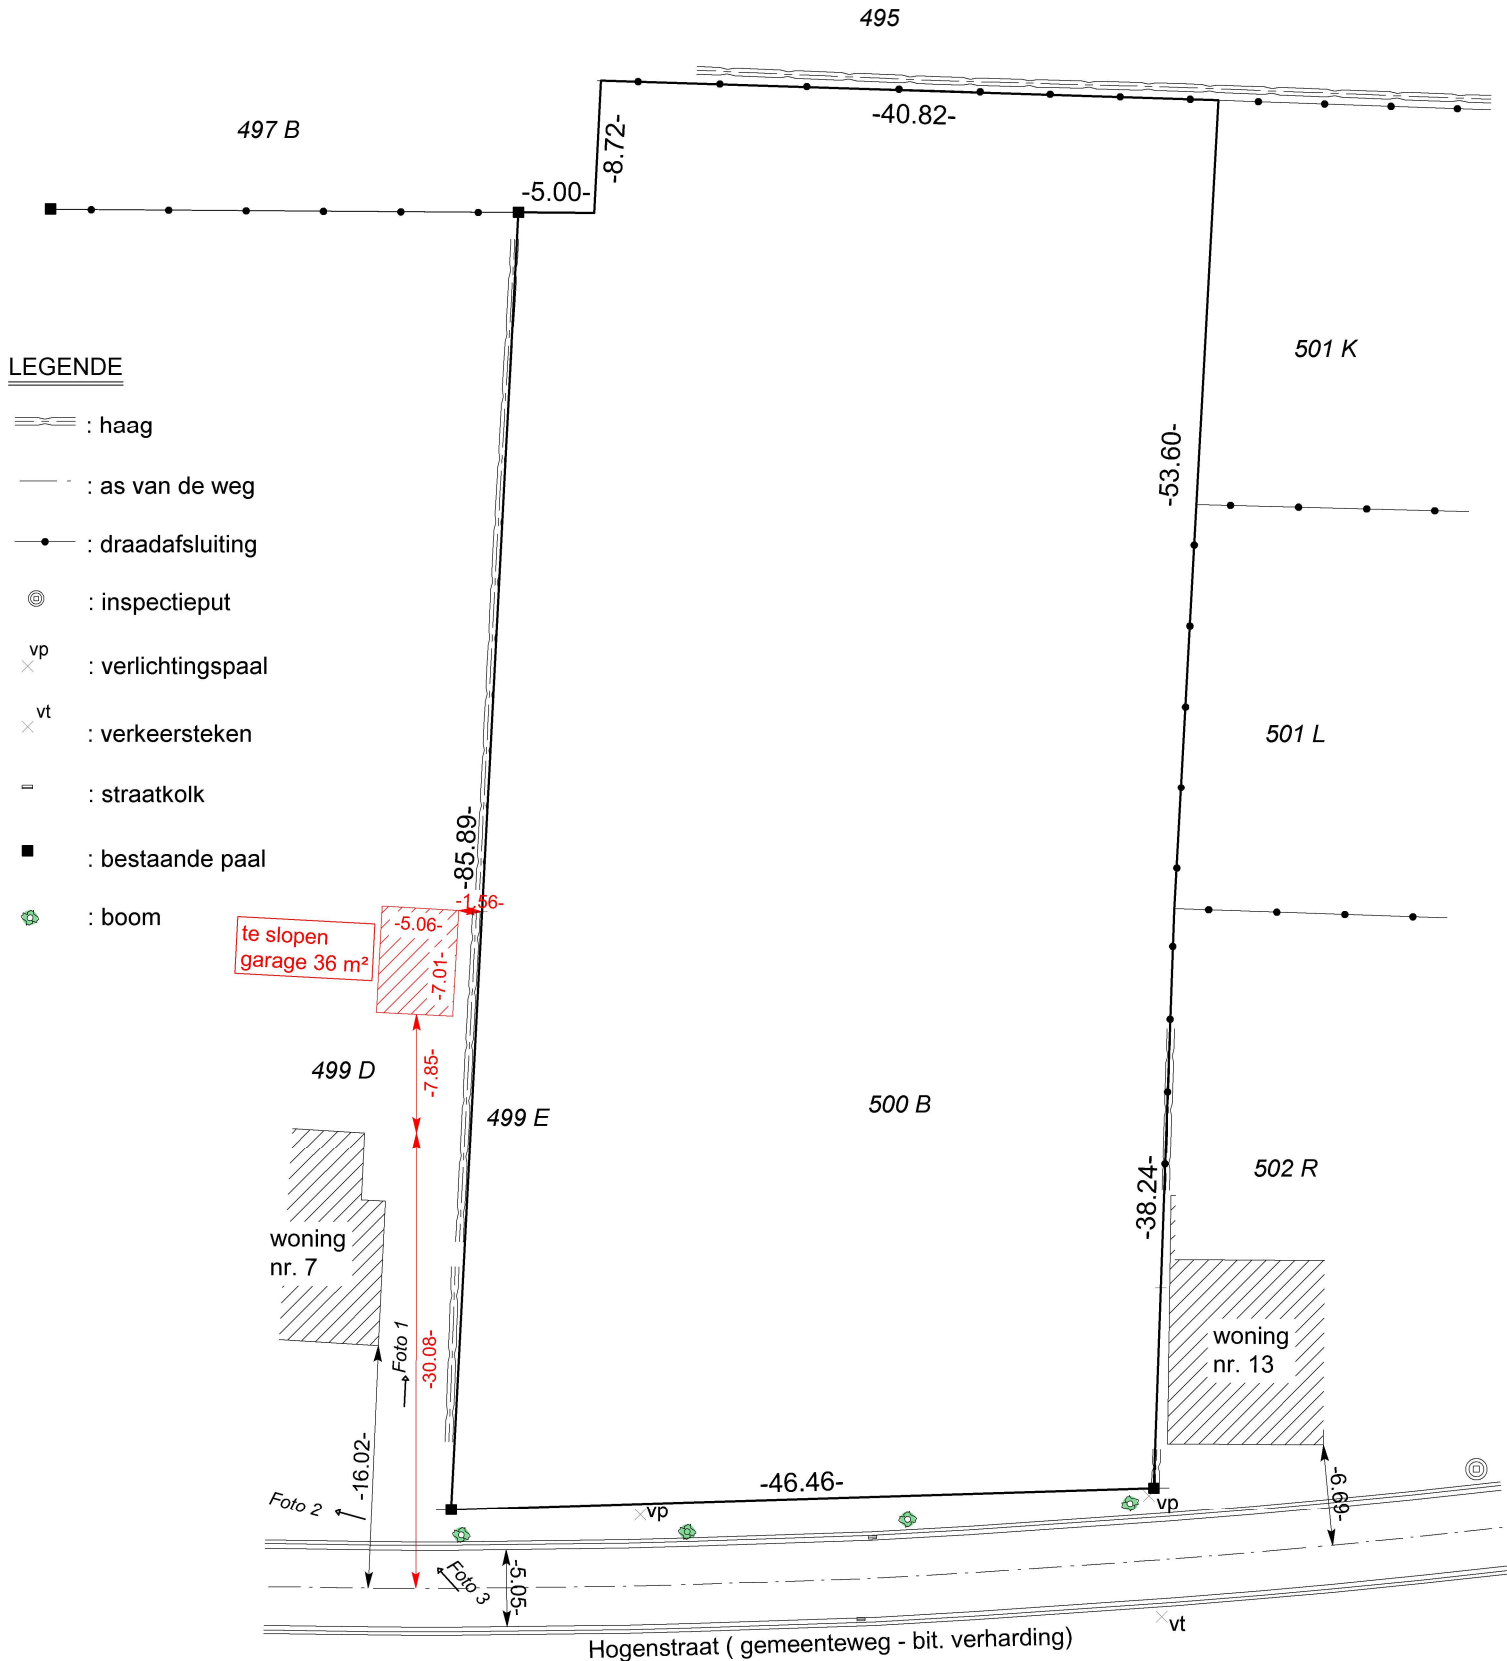 495
497 B
-40.82-
-8.72-
-5.00-
501 K
LEGENDE
: haag
: as van de weg
: draadafsluiting
: inspectieput
vp
: verlichtingspaal
vt
: verkeersteken
: straatkolk
: bestaande paal
: boom
-53.60-
501 L
-85.89-
-1.56-
-5.06-
-7.01-
te slopen
garage 36 m²
-7.85-
499 D
499 E
500 B
502 R
-38.24-
woning
nr. 7
Foto 1
-30.08-
woning
nr. 13
-16.02-
-46.46-
-6.69-
Foto 2
vp
vp
Foto 3
-5.05-
vt
Hogenstraat ( gemeenteweg - bit. verharding)